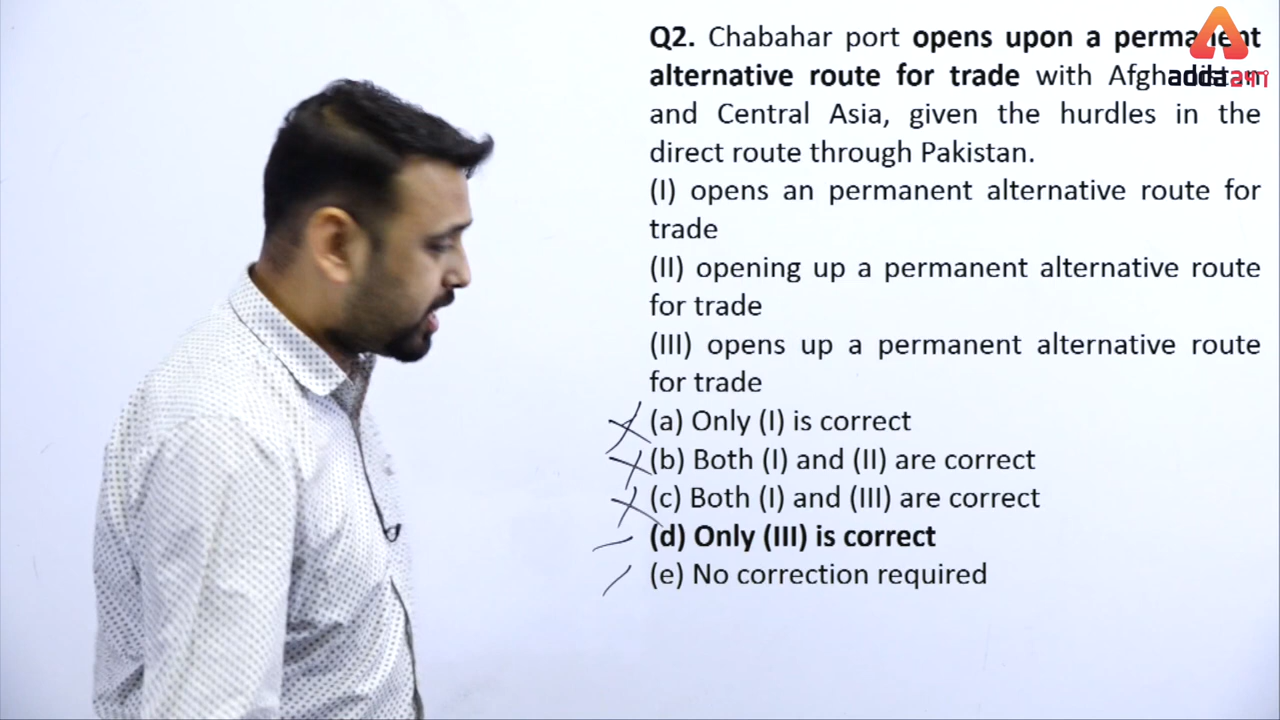 Q2. Chabahar port opens upon a permanent
alternative route for trade with Afghanistan
and Central Asia, given the hurdles in the
direct route through Pakistan.
(I) opens an permanent alternative route for
trade
(II) opening up a permanent alternative route
for trade
(III) opens up a permanent alternative route
for trade
(a) Only (I) is correct
(b) Both (I) and (II) are correct
(c) Both (I) and (III) are correct
(d) Only (III) is correct
(e) No correction required
adda247